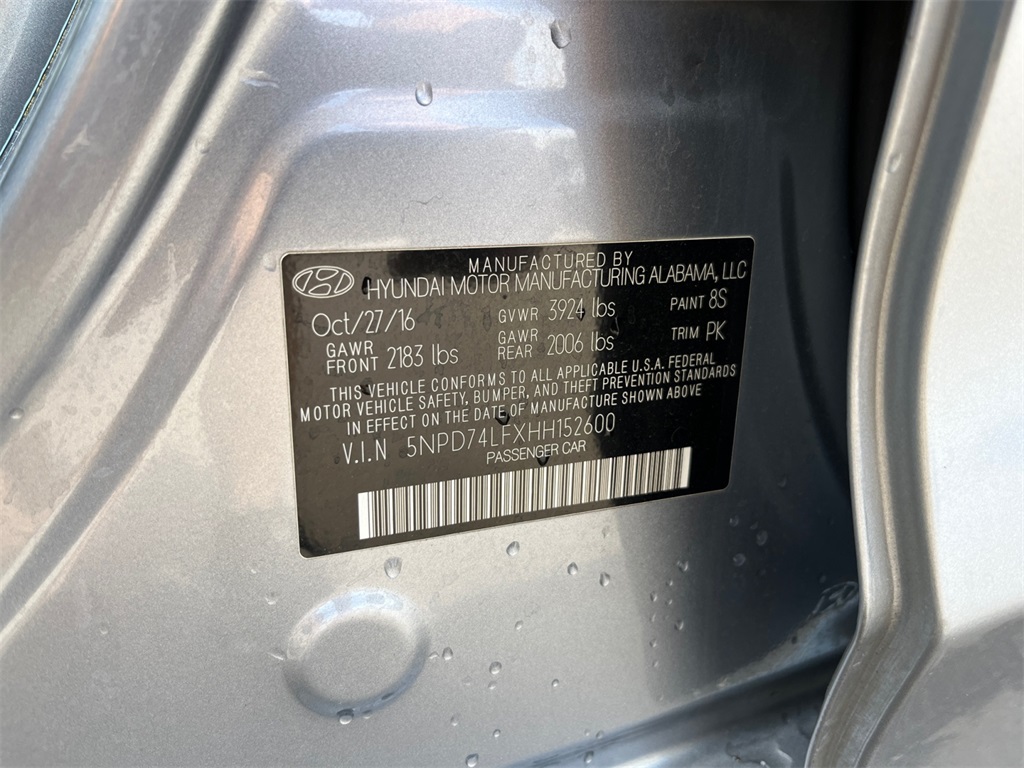 MANUFACTURED BY
HYUNDAI MOTOR MANUFACTURING ALABAMA, LLC
Oct/27/16 GVWR 3924 lbs PAINT 8S
GAWR FRONT 2183 lbs GAWR REAR 2006 lbs TRIM PK
THIS VEHICLE CONFORMS TO ALL APPLICABLE U.S.A. FEDERAL
MOTOR VEHICLE SAFETY, BUMPER, AND THEFT PREVENTION STANDARDS
IN EFFECT ON THE DATE OF MANUFACTURE SHOWN ABOVE
V.I.N 5NPD74LFXHH152600
PASSENGER CAR